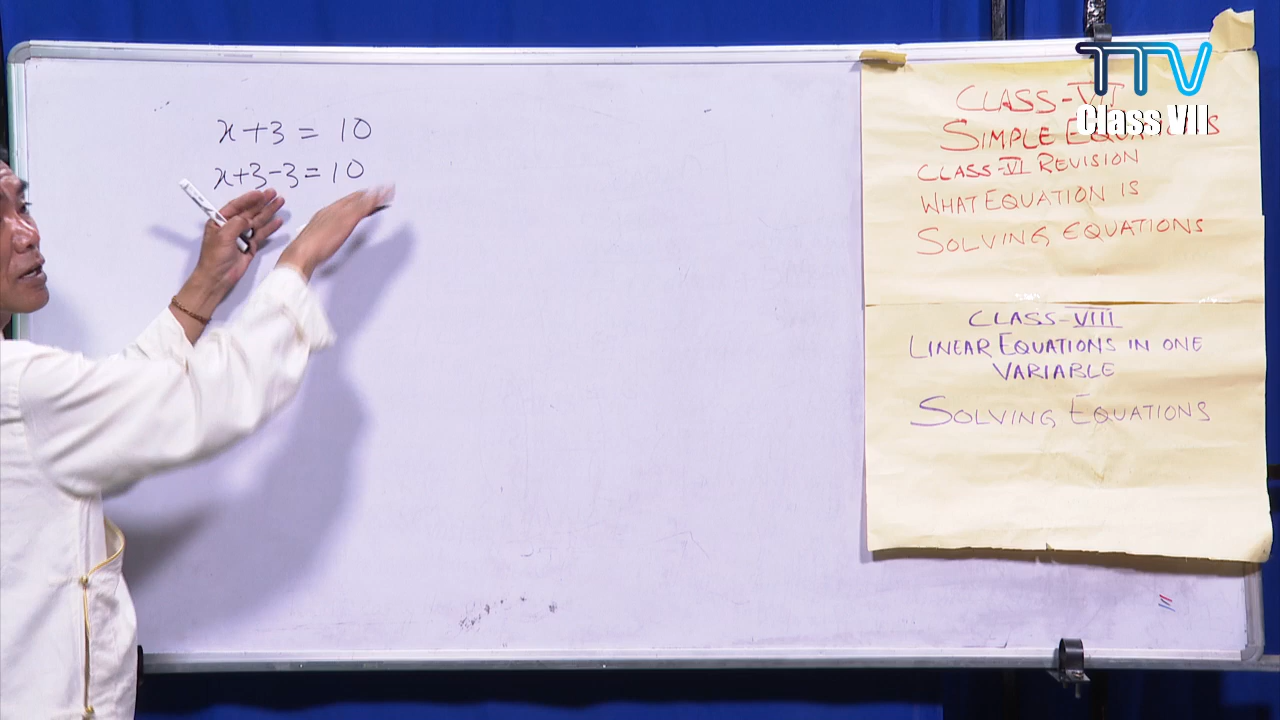 x+3 = 10
x+3-3=10
TTV
Class VII
CLASS-VII
SIMPLE EQUATIONS
CLASS-VI REVISION
WHAT EQUATION IS
SOLVING EQUATIONS
CLASS-VIII
LINEAR EQUATIONS IN ONE
VARIABLE
SOLVING EQUATIONS